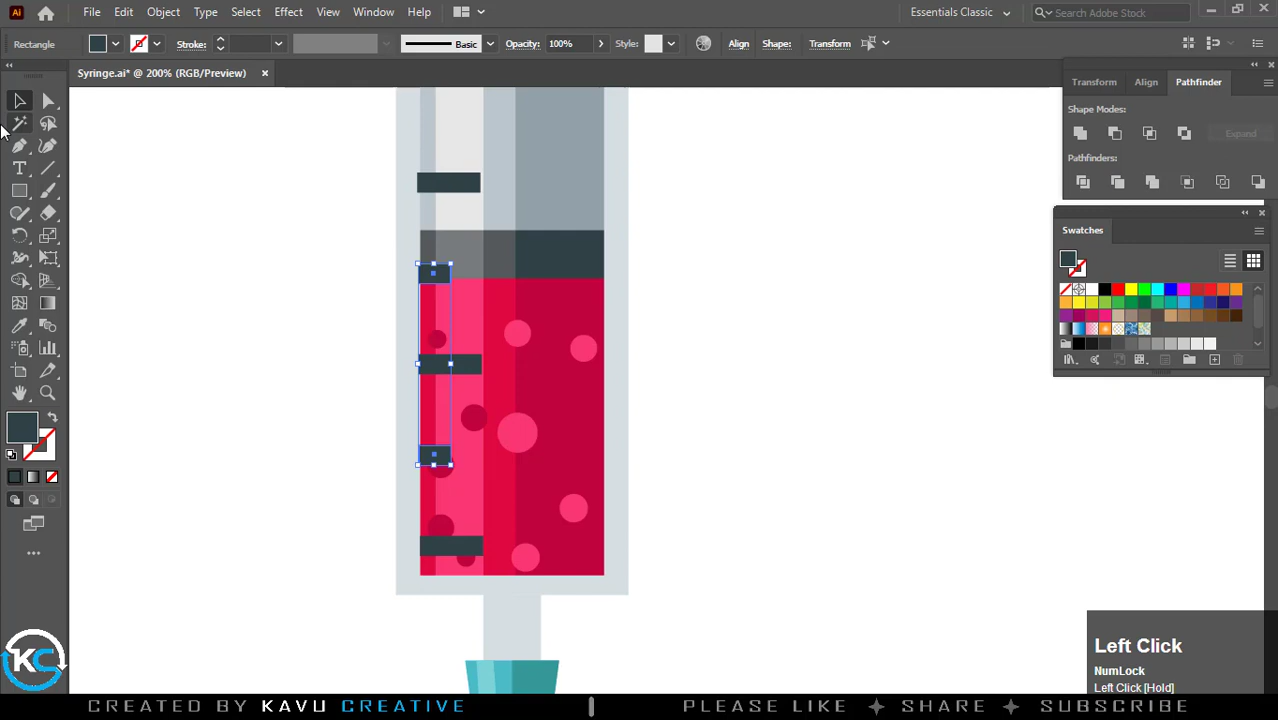 Ai File Edit Object Type Select Effect View Window Help Essentials Classic Search Adobe Stock
Rectangle Stroke: Basic Opacity: 100% Style: Align Shape: Transform
Syringe.ai* @ 200% (RGB/Preview)
Transform Align Pathfinder
Shape Modes:
Expand
Pathfinders:
Swatches
Left Click
NumLock
Left Click [Hold]
KC
CREATED BY KAVU CREATIVE PLEASE LIKE SHARE SUBSCRIBE